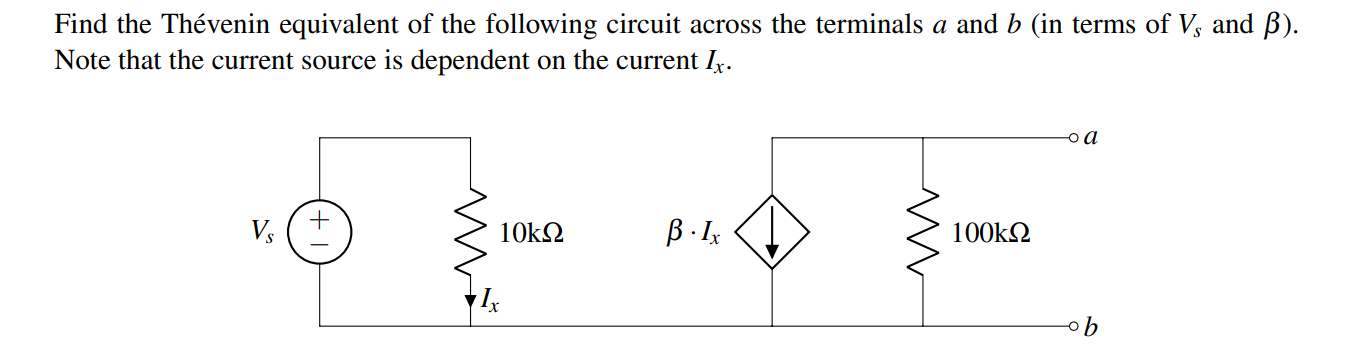 Find the Thévenin equivalent of the following circuit across the terminals a and b (in terms of Vₛ and β).
Note that the current source is dependent on the current Iₓ.
a
Vₛ
+
−
10kΩ
β · Iₓ
100kΩ
Iₓ
b